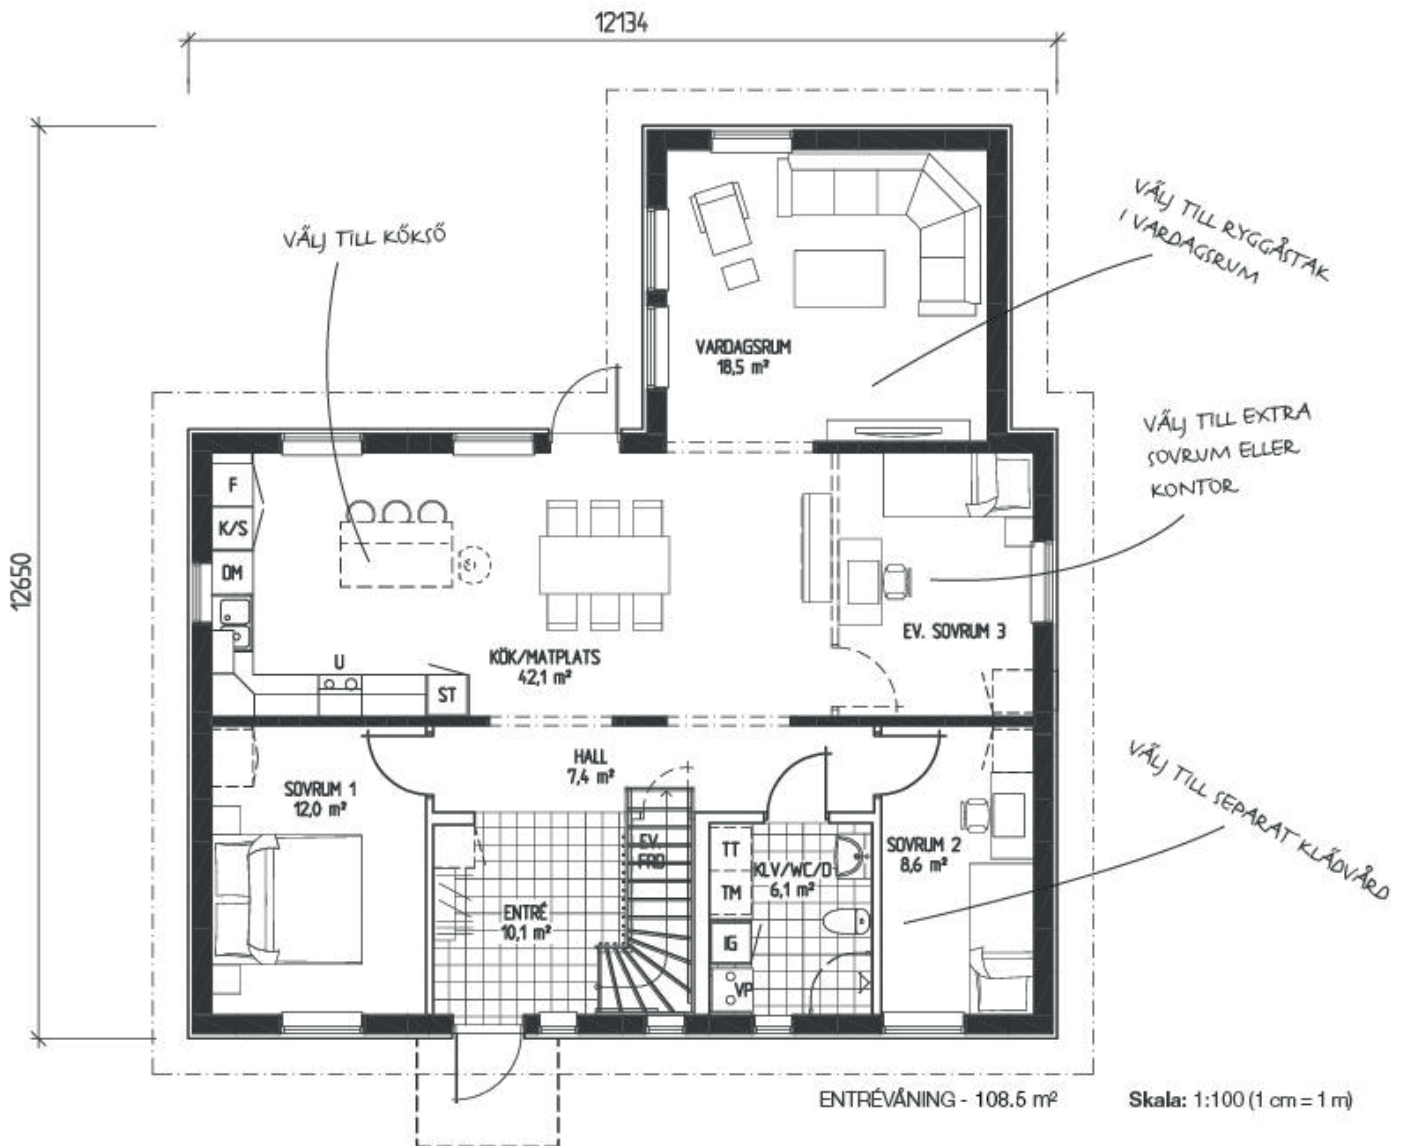 12134
12650
VÄLJ TILL KÖKSÖ
VÄLJ TILL RYGGÅSTAK
I VARDAGSRUM
VARDAGSRUM
18,5 m²
VÄLJ TILL EXTRA
SOVRUM ELLER
KONTOR
F
K/S
DM
U
ST
KÖK/MATPLATS
42,1 m²
EV. SOVRUM 3
HALL
7,4 m²
SOVRUM 1
12,0 m²
VÄLJ TILL SEPARAT KLÄDVÅRD
EV.
FRD
TT
TM
IG
VP
KLV/WC/D
6,1 m²
SOVRUM 2
8,6 m²
ENTRÉ
10,1 m²
ENTRÉVÅNING - 108.5 m²
Skala: 1:100 (1 cm = 1 m)